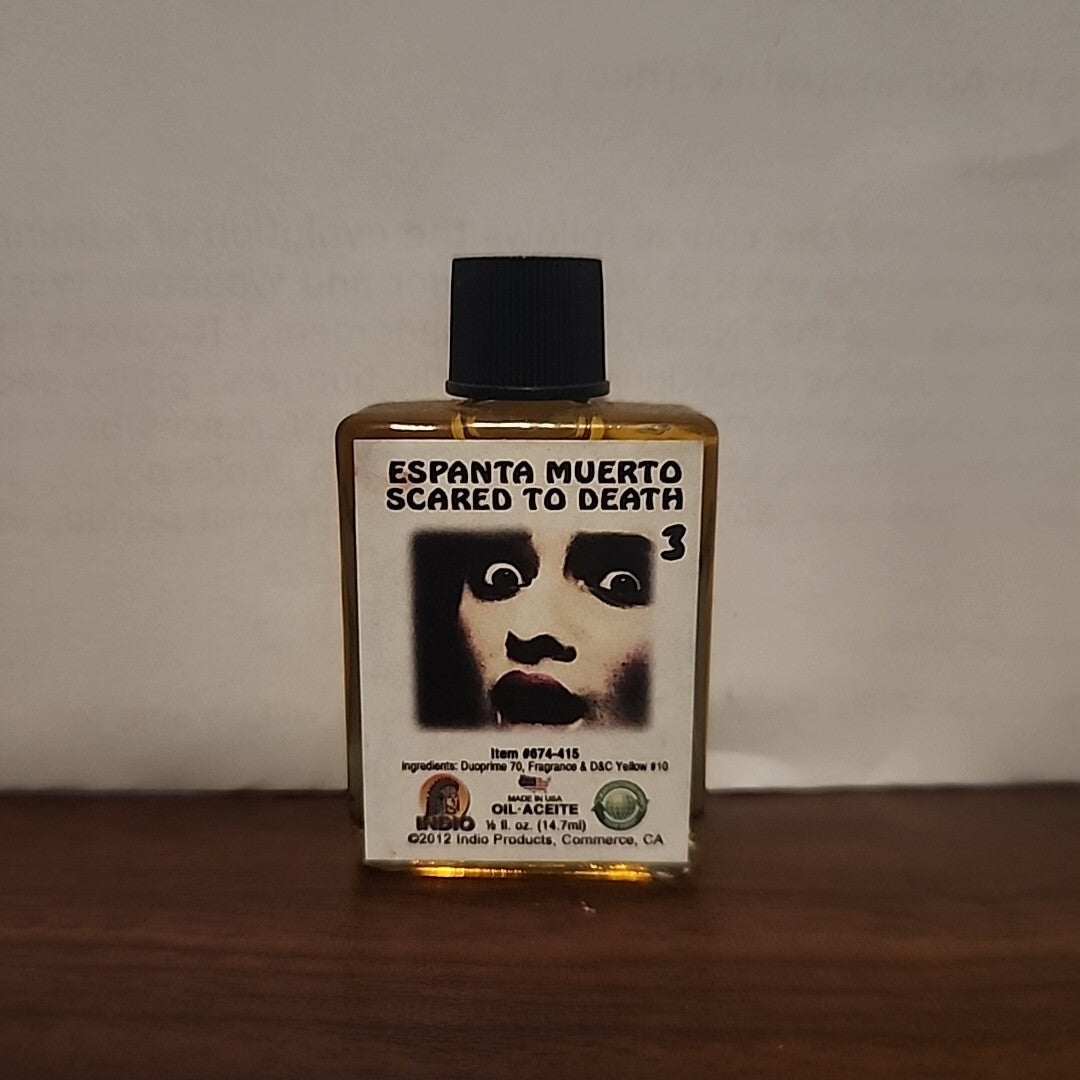 ESPANTA MUERTO
SCARED TO DEATH
3
Item #674-415
Ingredients: Duoprime 70, Fragrance & D&C Yellow #10
MADE IN USA
OIL-ACEITE
INDIO
½ fl. oz. (14.7ml)
©2012 Indio Products, Commerce, CA